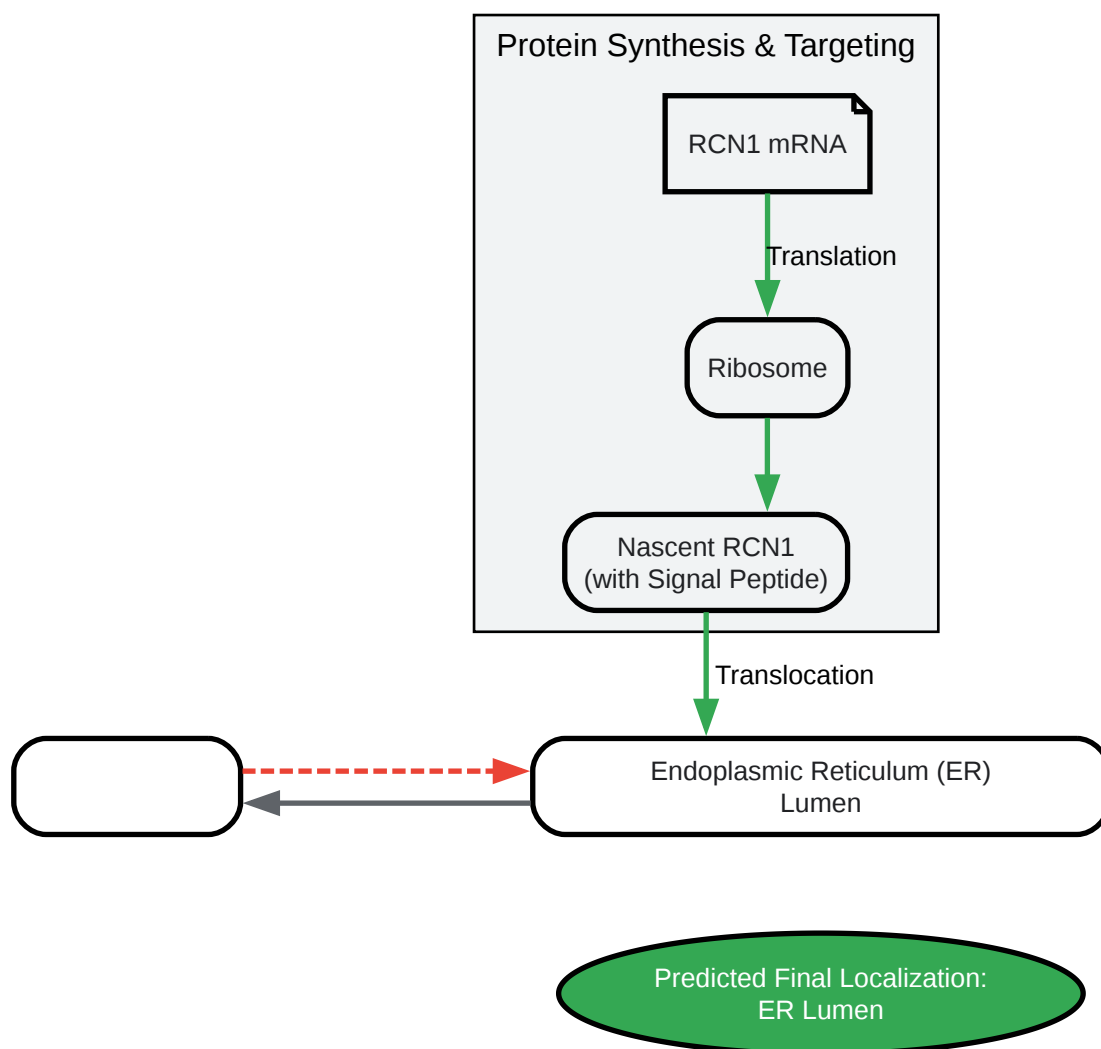 Protein Synthesis & Targeting
RCN1 mRNA
Translation
Ribosome
Nascent RCN1
(with Signal Peptide)
Translocation
Endoplasmic Reticulum (ER)
Lumen
Predicted Final Localization:
ER Lumen